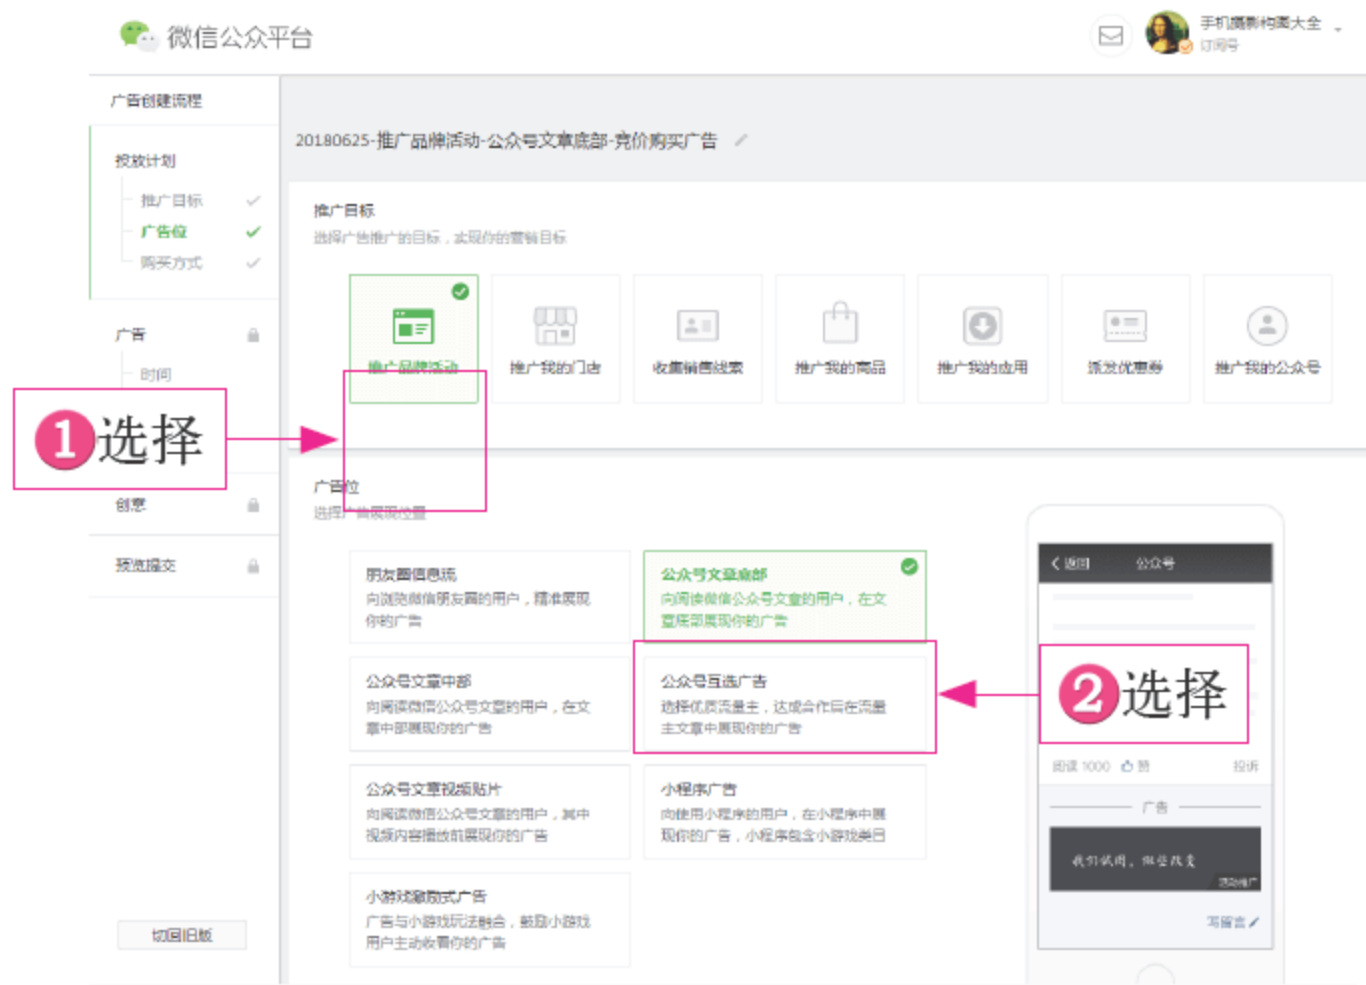 微信公众平台
手机摄影构图大全
订阅号
广告创建流程
20180625-推广品牌活动-公众号文章底部-竞价购买广告
投放计划
推广目标
广告位
购买方式
广告
时间
创意
预览提交
切回旧版
推广目标
选择广告推广的目标，实现你的营销目标
推广品牌活动
推广我的门店
收集销售线索
推广我的商品
推广我的应用
派发优惠券
推广我的公众号
1选择
广告位
选择广告展现位置
朋友圈信息流
向浏览微信朋友圈的用户，精准展现
你的广告
公众号文章底部
向阅读微信公众号文章的用户，在文
章底部展现你的广告
公众号文章中部
向阅读微信公众号文章的用户，在文
章中部展现你的广告
公众号互选广告
选择优质流量主，达成合作后在流量
主文章中展现你的广告
2选择
公众号文章视频贴片
向阅读微信公众号文章的用户，其中
视频内容播放前展现你的广告
小程序广告
向使用小程序的用户，在小程序中展
现你的广告，小程序包含小游戏类目
小游戏激励式广告
广告与小游戏玩法融合，鼓励小游戏
用户主动收看你的广告
返回 公众号
阅读 1000 赞 投诉
广告
我们试图，做些改变
活动推广
写留言